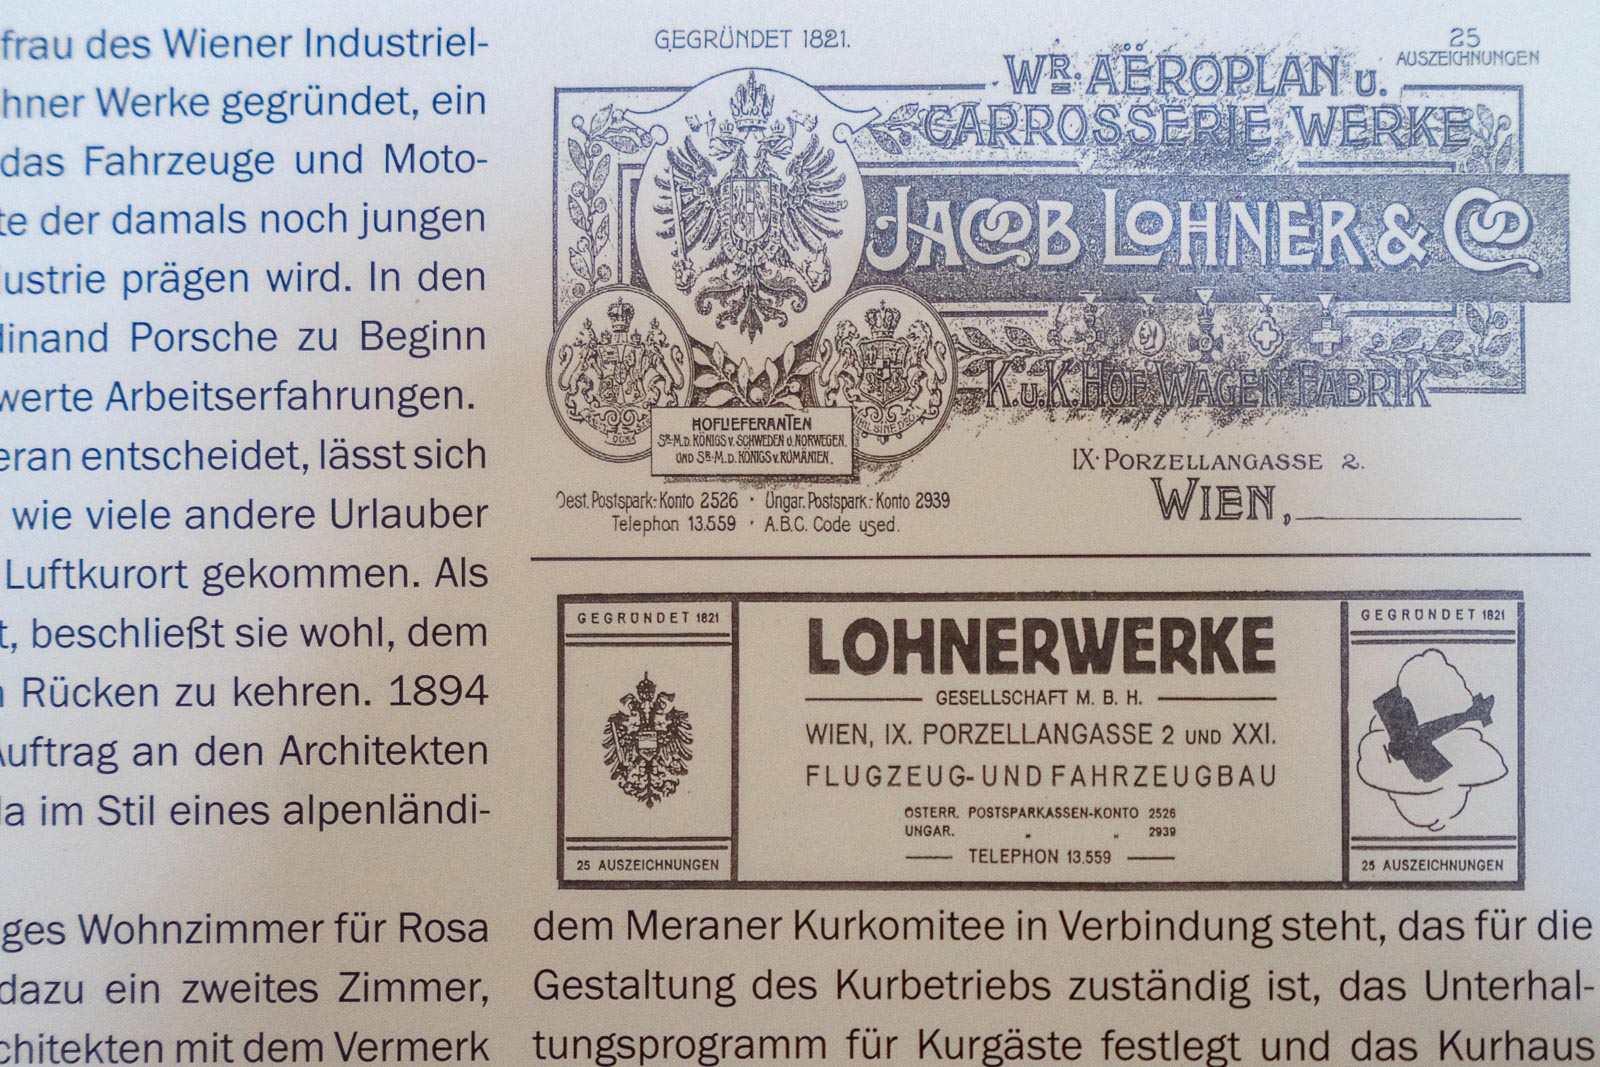 frau des Wiener Industriel-
hner Werke gegründet, ein
das Fahrzeuge und Moto-
te der damals noch jungen
ustrie prägen wird. In den
dinand Porsche zu Beginn
werte Arbeitserfahrungen.
eran entscheidet, lässt sich
wie viele andere Urlauber
Luftkurort gekommen. Als
t, beschließt sie wohl, dem
Rücken zu kehren. 1894
Auftrag an den Architekten
la im Stil eines alpenländi-
ges Wohnzimmer für Rosa
dazu ein zweites Zimmer,
chitekten mit dem Vermerk
GEGRÜNDET 1821.
25
AUSZEICHNUNGEN
WR. AËROPLAN u.
CARROSSERIE WERKE
JACOB LOHNER & Co
K.u.K. HOF WAGEN FABRIK
HOFLIEFERANTEN
SR. M. D. KÖNIGS v. SCHWEDEN U. NORWEGEN.
UND SR. M. D. KÖNIGS v. RUMÄNIEN.
IX. PORZELLANGASSE 2.
WIEN,
Oest. Postspark.-Konto 2526 · Ungar. Postspark.-Konto 2939
Telephon 13.559 · A.B.C. Code used.
GEGRÜNDET 1821
25 AUSZEICHNUNGEN
LOHNERWERKE
GESELLSCHAFT M. B. H.
WIEN, IX. PORZELLANGASSE 2 UND XXI.
FLUGZEUG- UND FAHRZEUGBAU
ÖSTERR. POSTSPARKASSEN-KONTO 2526
UNGAR. " " 2939
TELEPHON 13.559
GEGRÜNDET 1821
25 AUSZEICHNUNGEN
dem Meraner Kurkomitee in Verbindung steht, das für die
Gestaltung des Kurbetriebs zuständig ist, das Unterhal-
tungsprogramm für Kurgäste festlegt und das Kurhaus